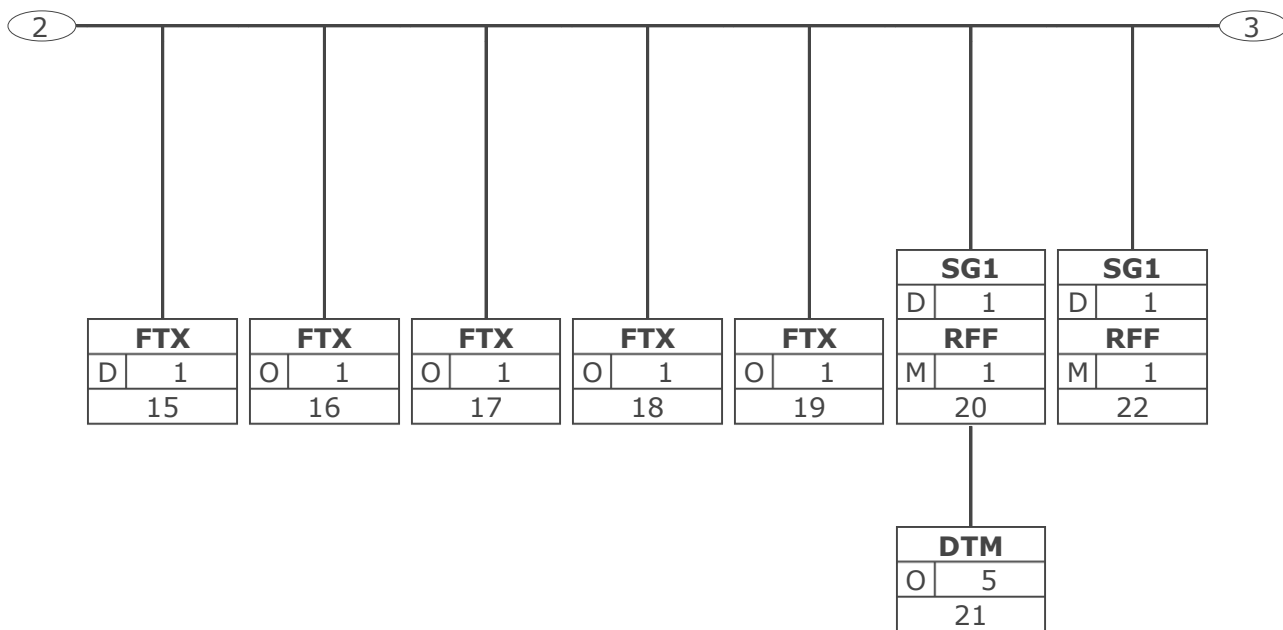 2 3
SG1 SG1
D 1 D 1
FTX FTX FTX FTX FTX RFF RFF
D 1 O 1 O 1 O 1 O 1 M 1 M 1
15 16 17 18 19 20 22
DTM
O 5
21